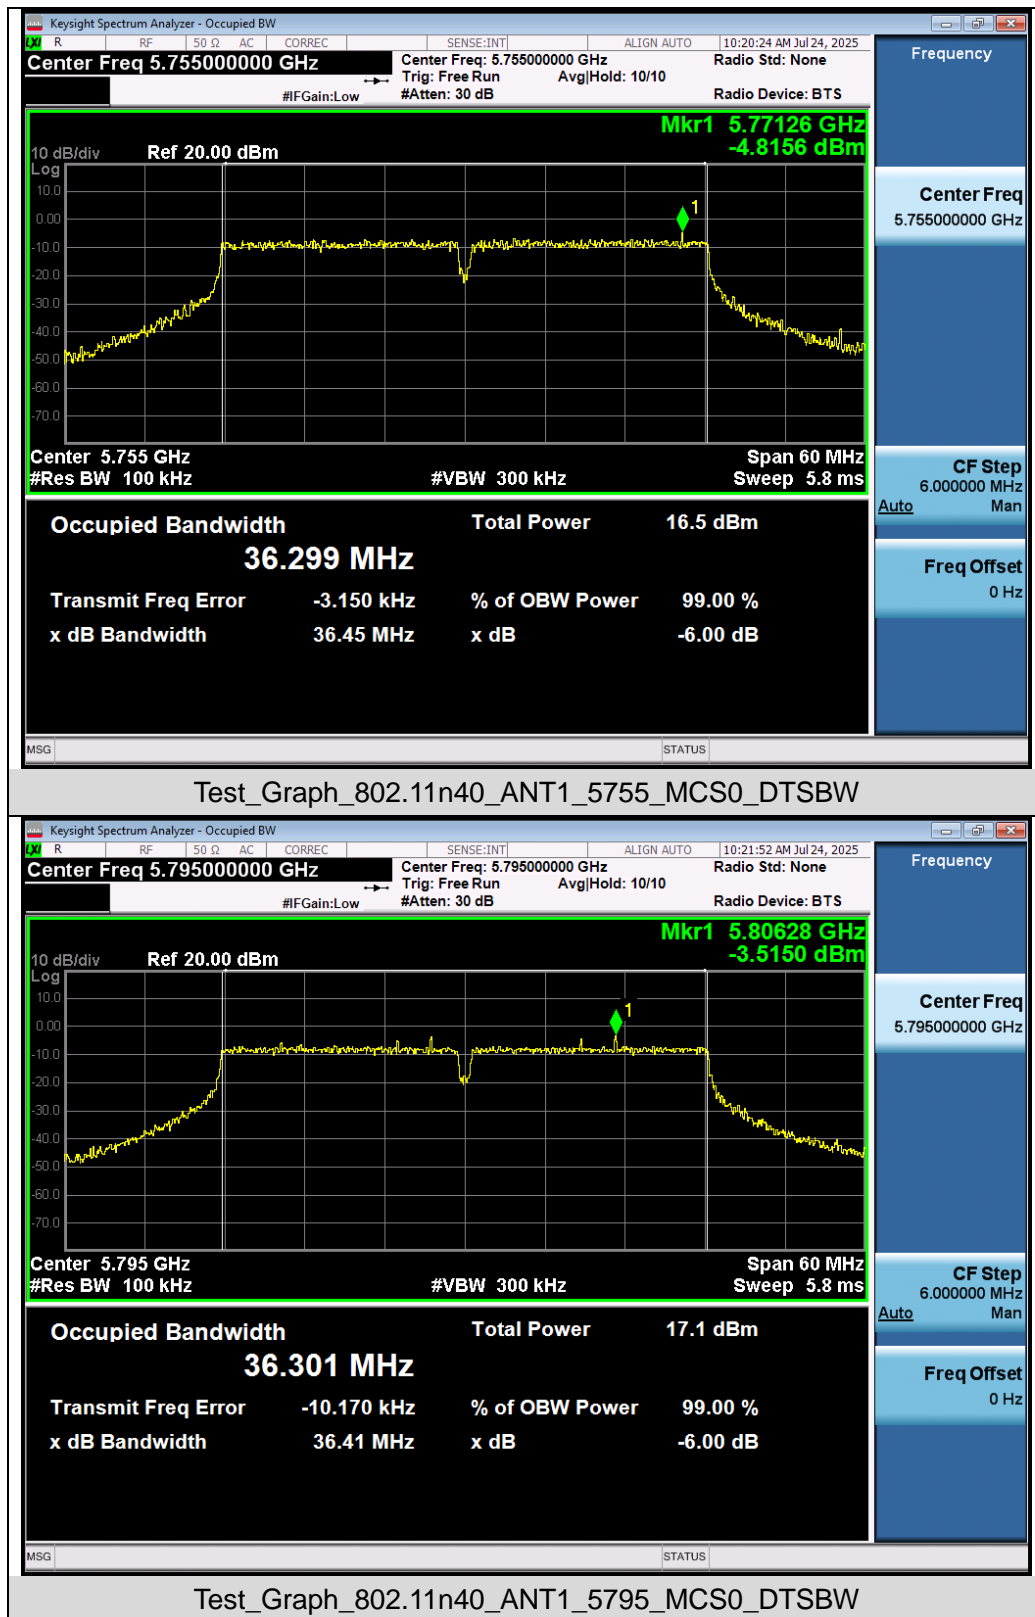 Keysight Spectrum Analyzer - Occupied BW
LXI R RF 50 Ω AC CORREC SENSE:INT ALIGN AUTO 10:20:24 AM Jul 24, 2025
Center Freq 5.755000000 GHz
Center Freq: 5.755000000 GHz
Radio Std: None
Trig: Free Run Avg|Hold: 10/10
#IFGain:Low
#Atten: 30 dB
Radio Device: BTS
Mkr1 5.77126 GHz
-4.8156 dBm
10 dB/div Ref 20.00 dBm
Log
10.0
0.00
-10.0
-20.0
-30.0
-40.0
-50.0
-60.0
-70.0
1
Center 5.755 GHz Span 60 MHz
#Res BW 100 kHz #VBW 300 kHz Sweep 5.8 ms
Occupied Bandwidth Total Power 16.5 dBm
36.299 MHz
Transmit Freq Error -3.150 kHz % of OBW Power 99.00 %
x dB Bandwidth 36.45 MHz x dB -6.00 dB
Frequency
Center Freq
5.755000000 GHz
CF Step
6.000000 MHz
Auto Man
Freq Offset
0 Hz
MSG STATUS
Test_Graph_802.11n40_ANT1_5755_MCS0_DTSBW
Keysight Spectrum Analyzer - Occupied BW
LXI R RF 50 Ω AC CORREC SENSE:INT ALIGN AUTO 10:21:52 AM Jul 24, 2025
Center Freq 5.795000000 GHz
Center Freq: 5.795000000 GHz
Radio Std: None
Trig: Free Run Avg|Hold: 10/10
#IFGain:Low
#Atten: 30 dB
Radio Device: BTS
Mkr1 5.80628 GHz
-3.5150 dBm
10 dB/div Ref 20.00 dBm
Log
10.0
0.00
-10.0
-20.0
-30.0
-40.0
-50.0
-60.0
-70.0
1
Center 5.795 GHz Span 60 MHz
#Res BW 100 kHz #VBW 300 kHz Sweep 5.8 ms
Occupied Bandwidth Total Power 17.1 dBm
36.301 MHz
Transmit Freq Error -10.170 kHz % of OBW Power 99.00 %
x dB Bandwidth 36.41 MHz x dB -6.00 dB
Frequency
Center Freq
5.795000000 GHz
CF Step
6.000000 MHz
Auto Man
Freq Offset
0 Hz
MSG STATUS
Test_Graph_802.11n40_ANT1_5795_MCS0_DTSBW